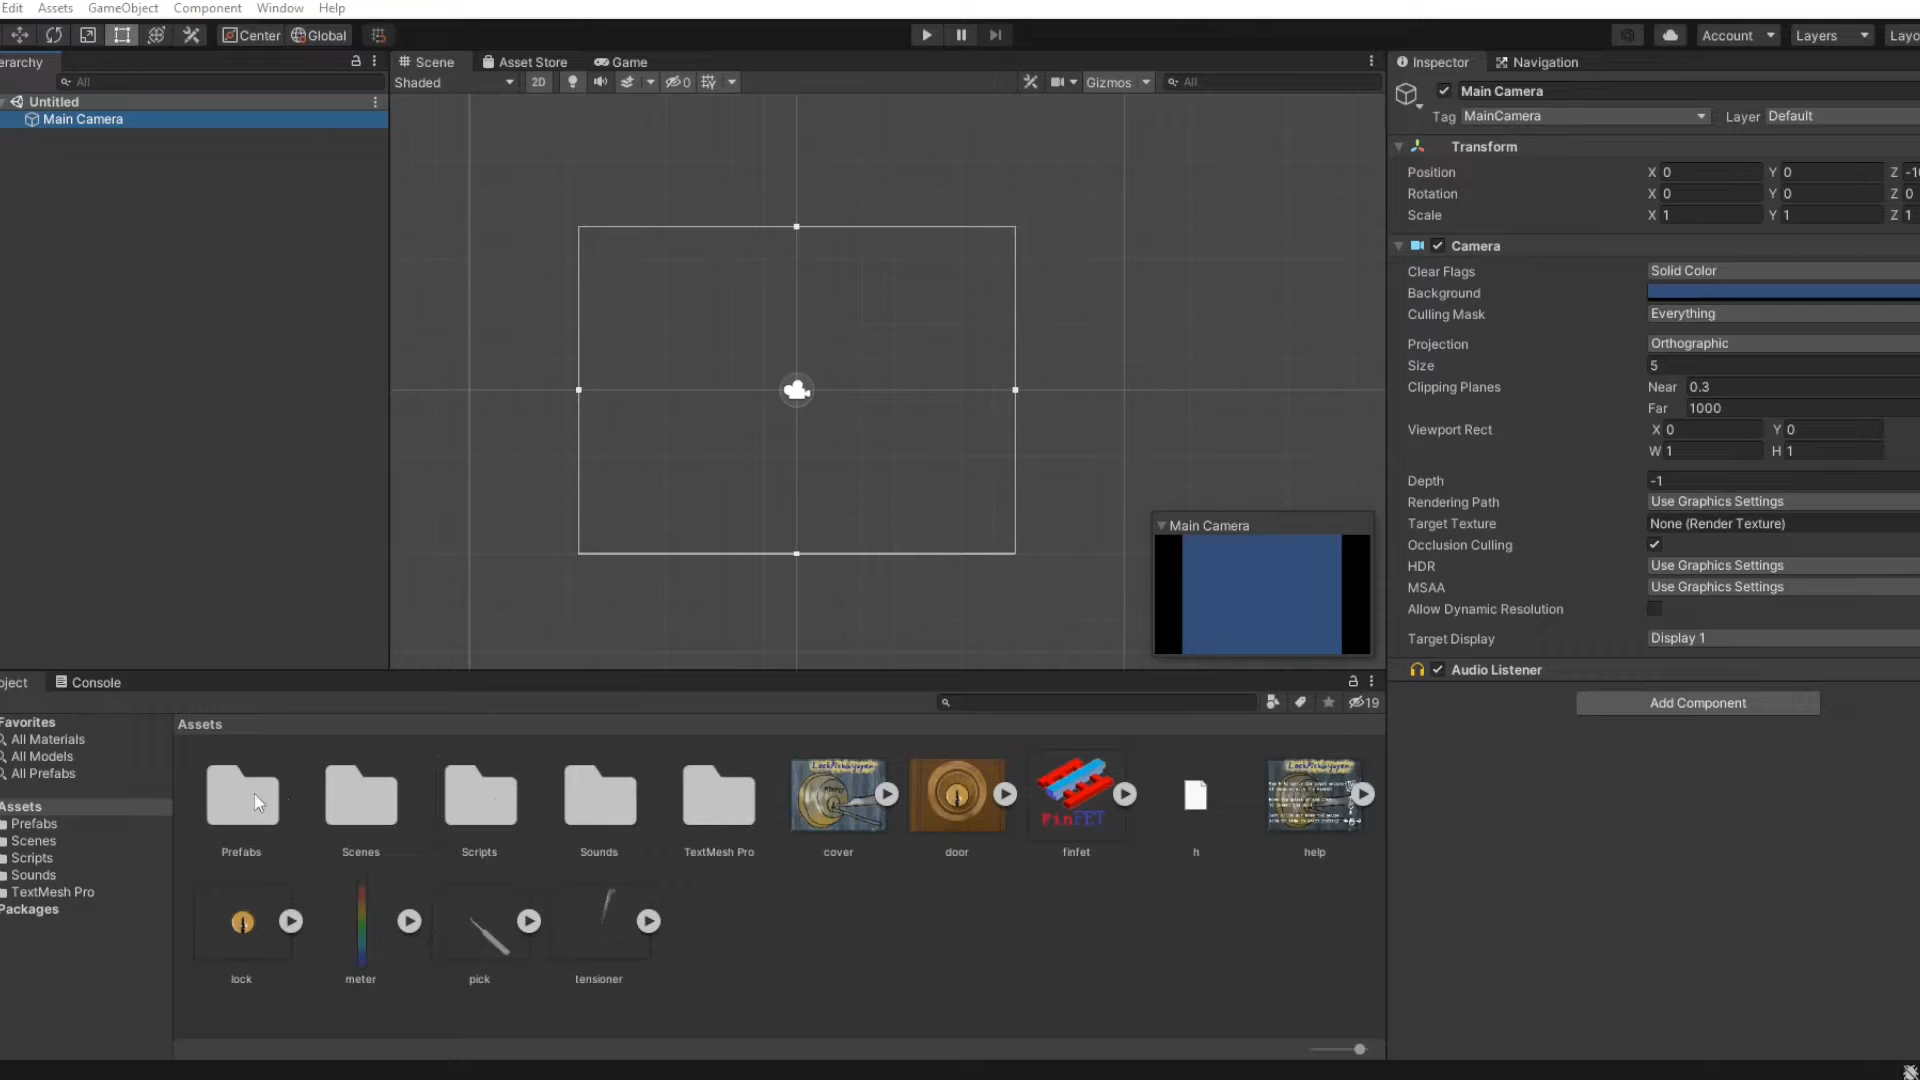 Edit Assets GameObject Component Window Help
Center Global
Account Layers Layo
erarchy
Scene Asset Store Game
Inspector Navigation
All
Shaded 2D 0 Gizmos All
Untitled
Main Camera
Main Camera
Tag MainCamera Layer Default
Transform
Position X 0 Y 0 Z -1
Rotation X 0 Y 0 Z 0
Scale X 1 Y 1 Z 1
Camera
Clear Flags Solid Color
Background
Culling Mask Everything
Projection Orthographic
Size 5
Clipping Planes Near 0.3
Far 1000
Viewport Rect X 0 Y 0
W 1 H 1
Depth -1
Rendering Path Use Graphics Settings
Target Texture None (Render Texture)
Occlusion Culling
HDR Use Graphics Settings
MSAA Use Graphics Settings
Allow Dynamic Resolution
Target Display Display 1
Audio Listener
Add Component
Main Camera
oject Console
19
Favorites
All Materials
All Models
All Prefabs
Assets
Prefabs
Scenes
Scripts
Sounds
TextMesh Pro
Packages
Assets
FinFET
Prefabs Scenes Scripts Sounds TextMesh Pro cover door finfet h help
lock meter pick tensioner